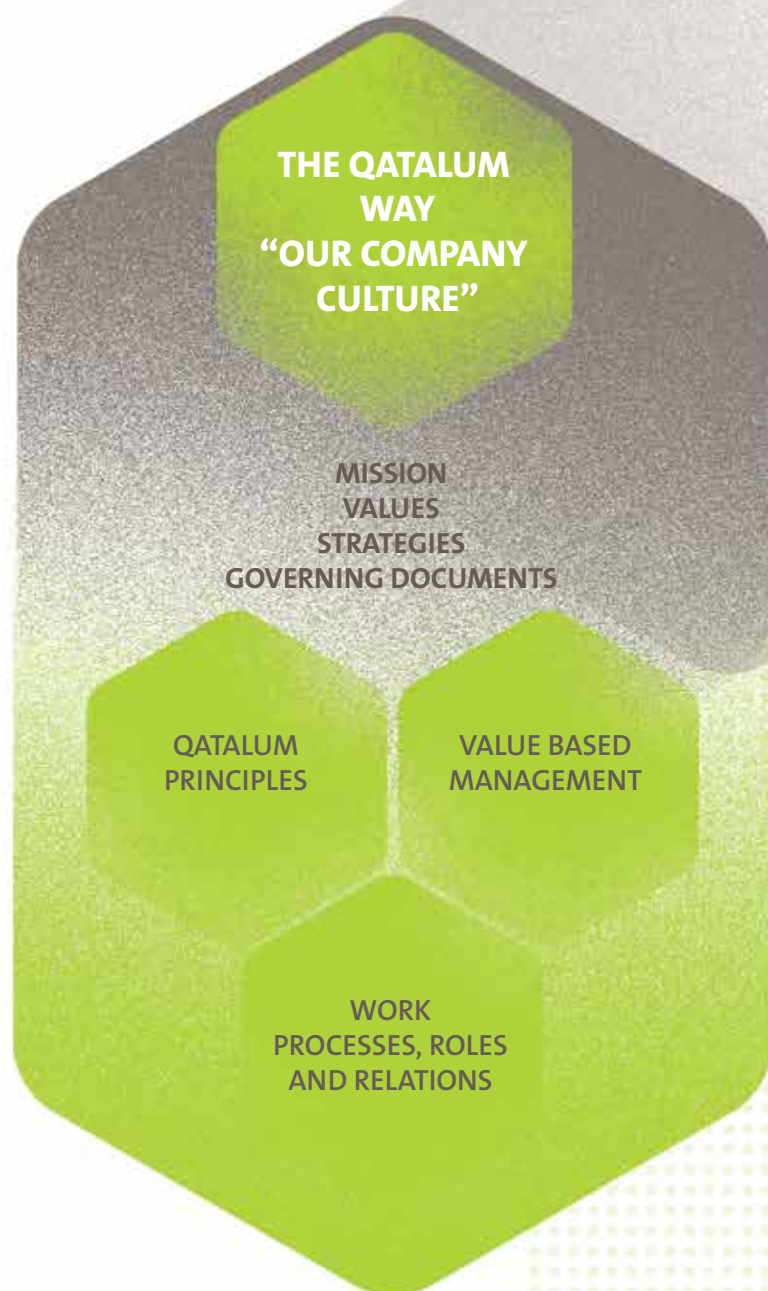 THE QATALUM
WAY
“OUR COMPANY
CULTURE”
MISSION
VALUES
STRATEGIES
GOVERNING DOCUMENTS
QATALUM
PRINCIPLES
VALUE BASED
MANAGEMENT
WORK
PROCESSES, ROLES
AND RELATIONS